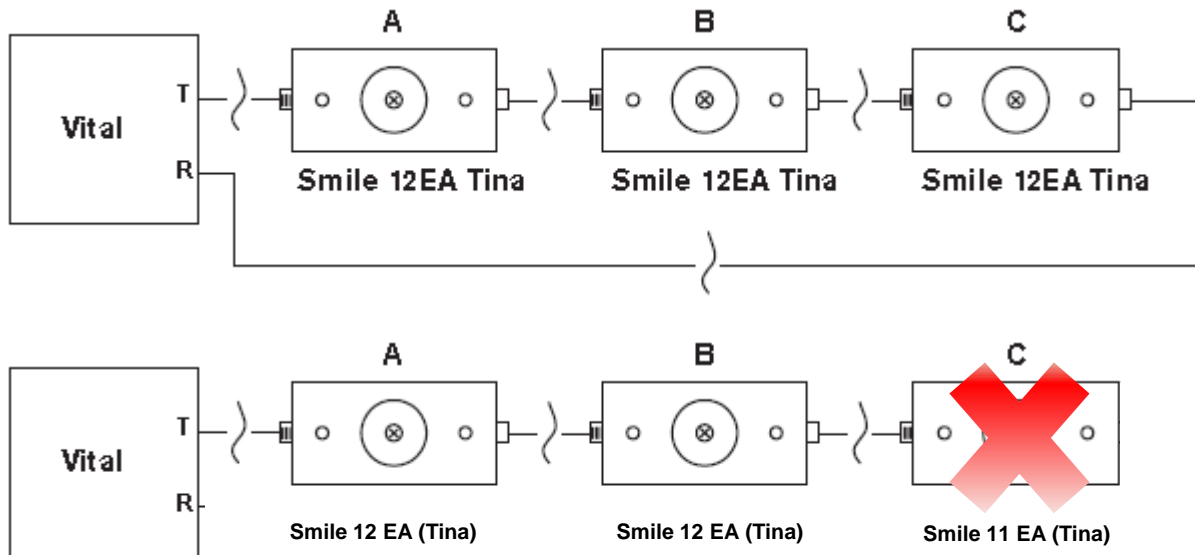 A B C
T
Vital
R
Smile 12EA Tina Smile 12EA Tina Smile 12EA Tina
A B C
T
Vital
R
Smile 12 EA (Tina) Smile 12 EA (Tina) Smile 11 EA (Tina)